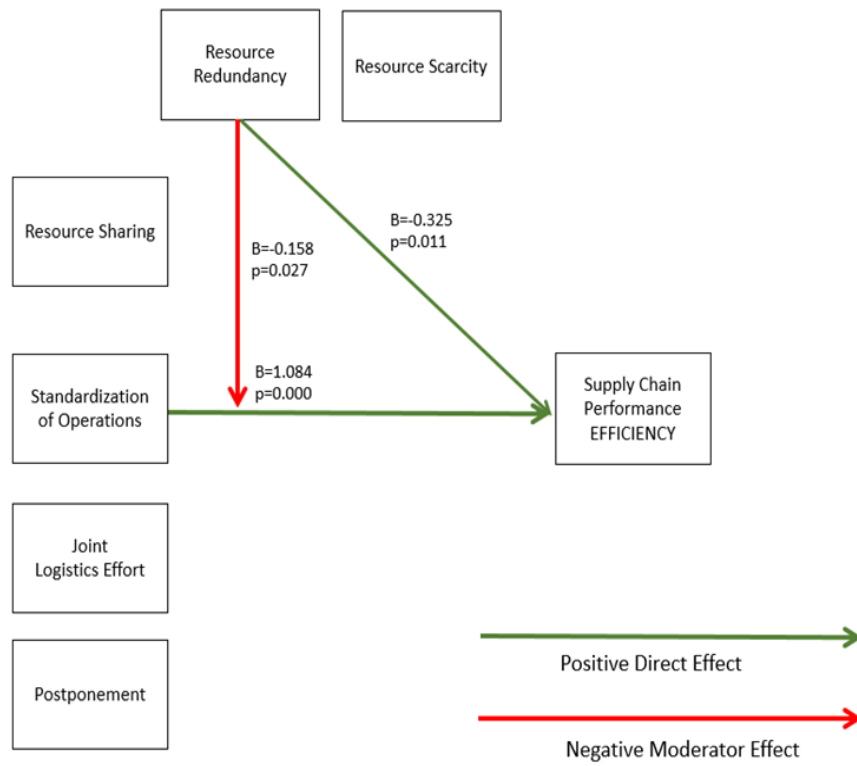 Resource
Redundancy
Resource Scarcity
Resource Sharing
B=-0.325
p=0.011
B=-0.158
p=0.027
Standardization
of Operations
B=1.084
p=0.000
Supply Chain
Performance
EFFICIENCY
Joint
Logistics Effort
Postponement
Positive Direct Effect
Negative Moderator Effect